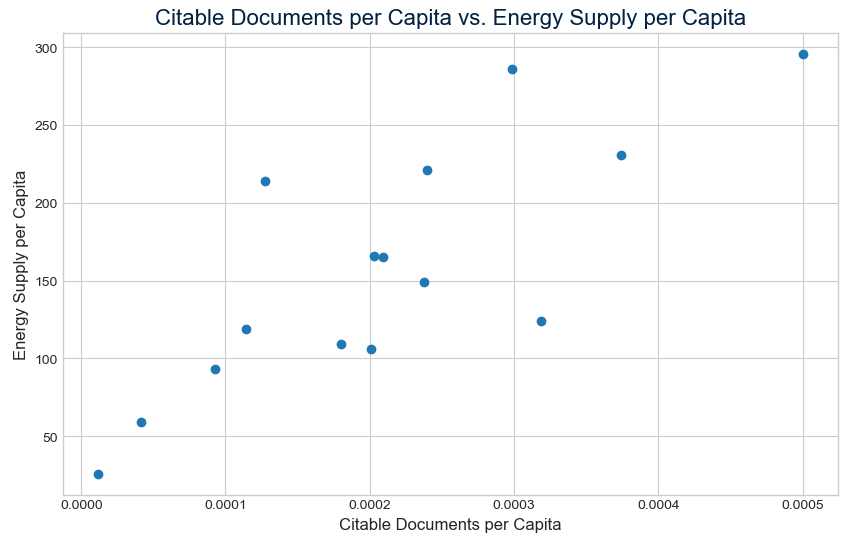 Citable Documents per Capita vs. Energy Supply per Capita
300
250
200
150
100
50
Energy Supply per Capita
0.0000 0.0001 0.0002 0.0003 0.0004 0.0005
Citable Documents per Capita